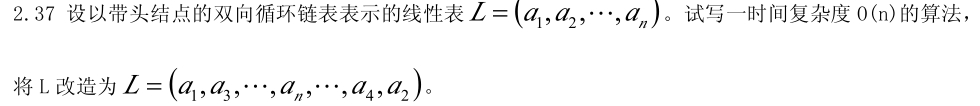 2.37 设以带头结点的双向循环链表表示的线性表 L = (a₁, a₂, ⋯, aₙ)。试写一时间复杂度 O(n)的算法,
将 L 改造为 L = (a₁, a₃, ⋯, aₙ, ⋯, a₄, a₂)。